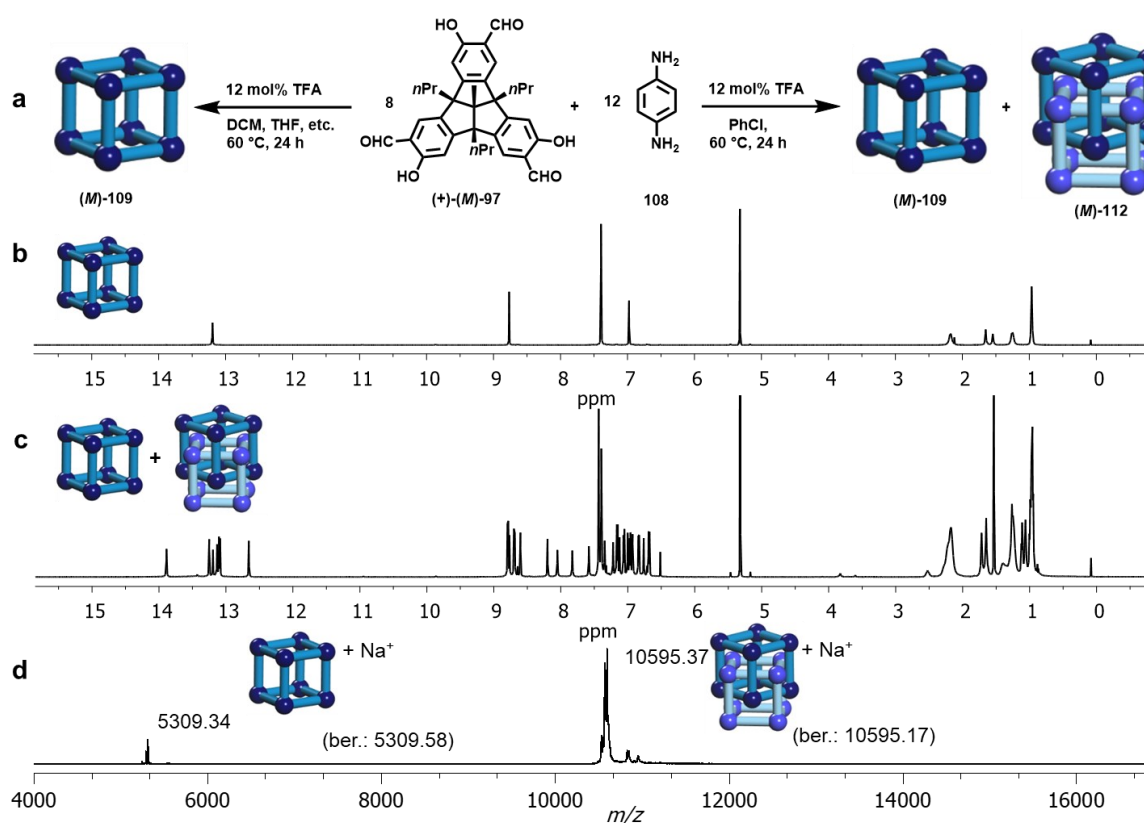 a
12 mol% TFA
DCM, THF, etc.
60 °C, 24 h
(M)-109
8
HO
CHO
nPr
nPr
CHO
HO
nPr
OH
CHO
(+)-(M)-97
+
12
NH2
NH2
108
12 mol% TFA
PhCl,
60 °C, 24 h
(M)-109
+
(M)-112
b
15 14 13 12 11 10 9 8 7 6 5 4 3 2 1 0
ppm
c
+
15 14 13 12 11 10 9 8 7 6 5 4 3 2 1 0
ppm
d
+ Na⁺
5309.34
(ber.: 5309.58)
10595.37
+ Na⁺
(ber.: 10595.17)
4000 6000 8000 10000 12000 14000 16000
m/z